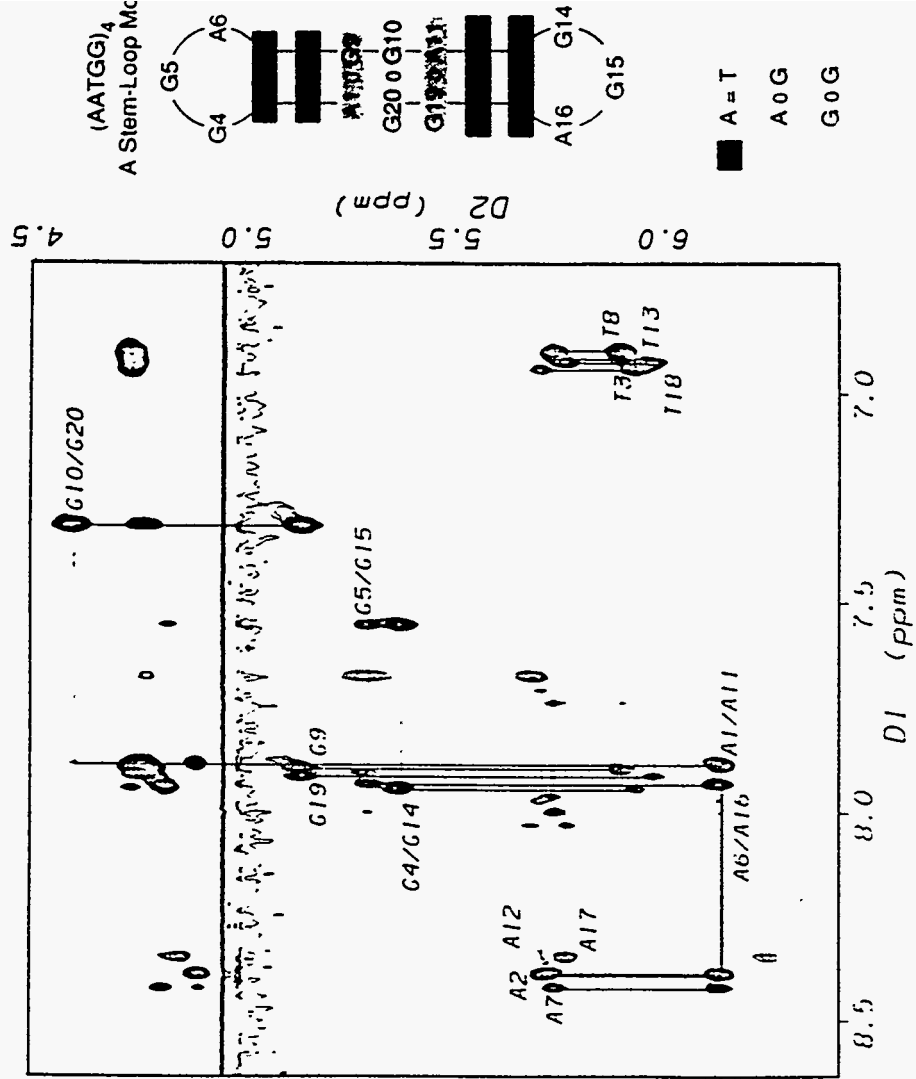 (AATGG)4
A Stem-Loop Mo
G5
A6
G4
G20 o o G10
G14
G15
A16
A = T
A o G
G o G
D2 (ppm)
4.5
5.0
5.5
6.0
G10/G20
T8
T13
T3
T18
G5/G15
G9
G19
A1/A11
G4/G14
A6/A16
A12
A17
A2
A7
7.0
7.5
8.0
8.5
D1 (ppm)